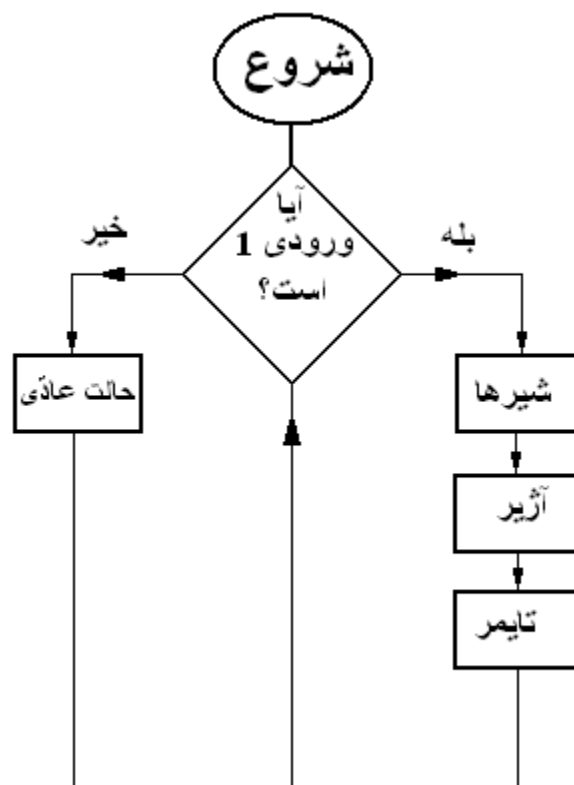 شروع
آیا
ورودی 1
است؟
بله
خیر
شیرها
حالت عادّی
آژیر
تایمر